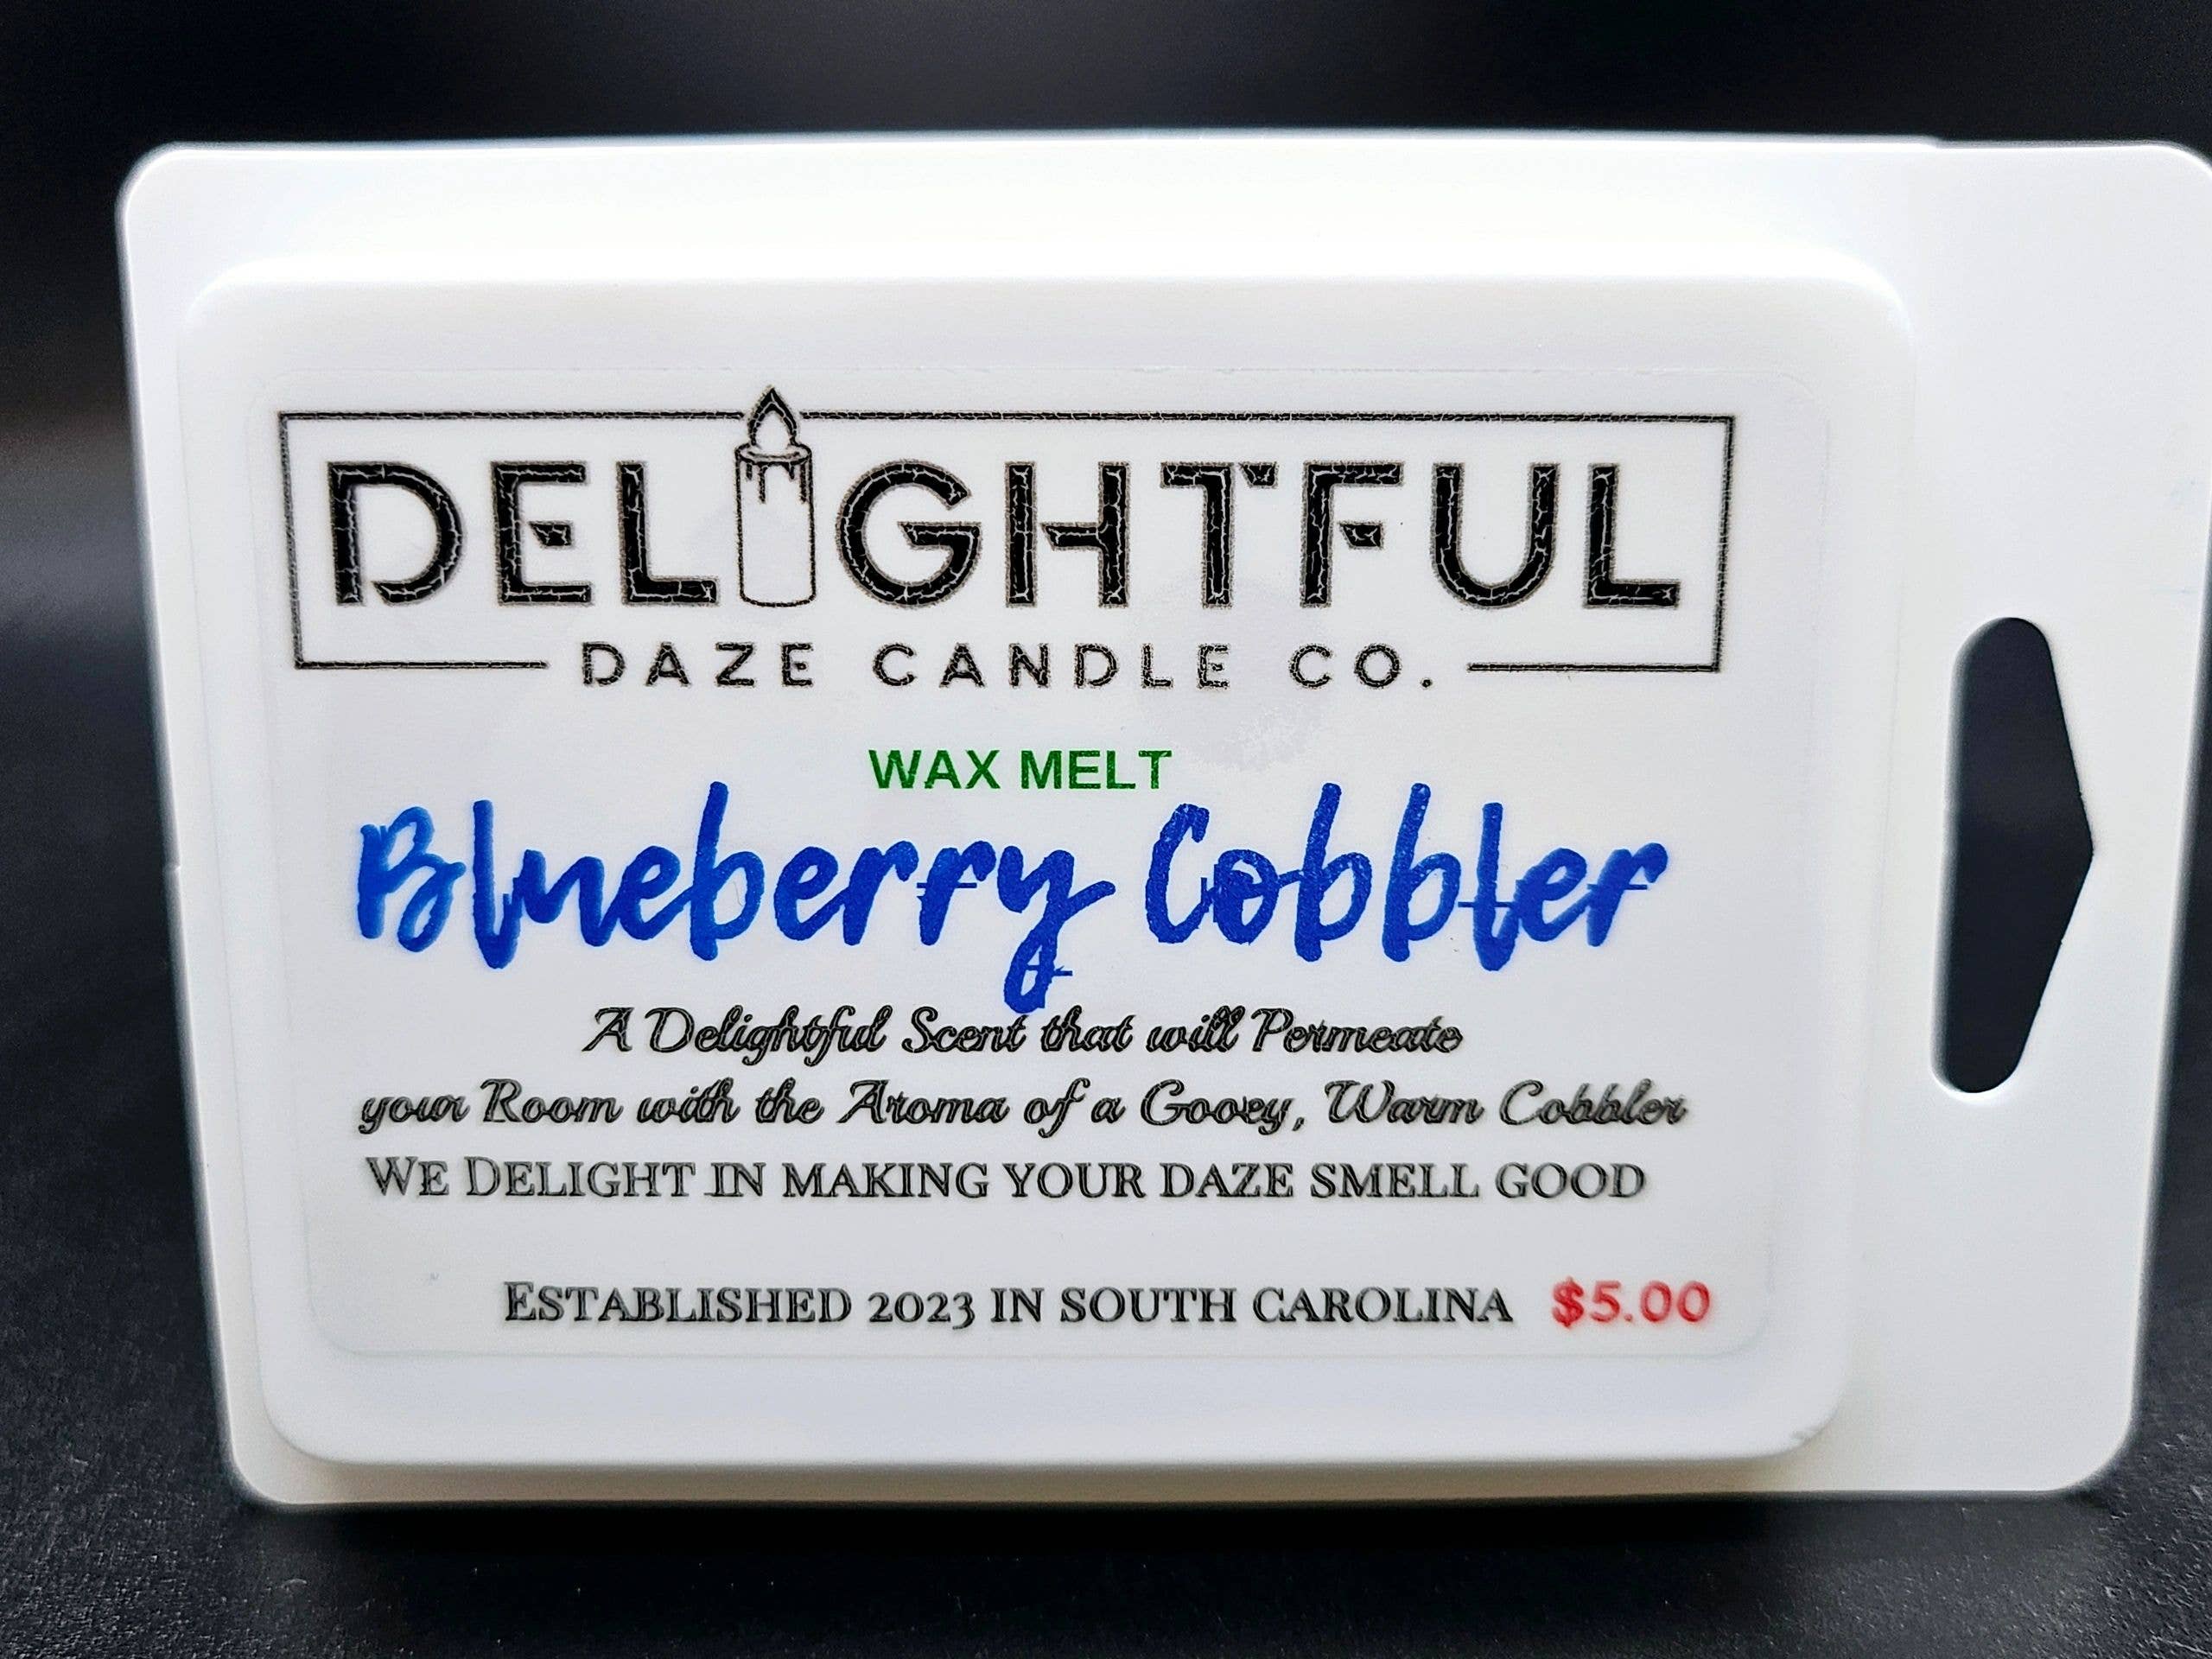 DELIGHTFUL
DAZE CANDLE CO.
WAX MELT
Blueberry Cobbler
A Delightful Scent that will Permeate
your Room with the Aroma of a Gooey, Warm Cobbler
WE DELIGHT IN MAKING YOUR DAZE SMELL GOOD
ESTABLISHED 2023 IN SOUTH CAROLINA $5.00